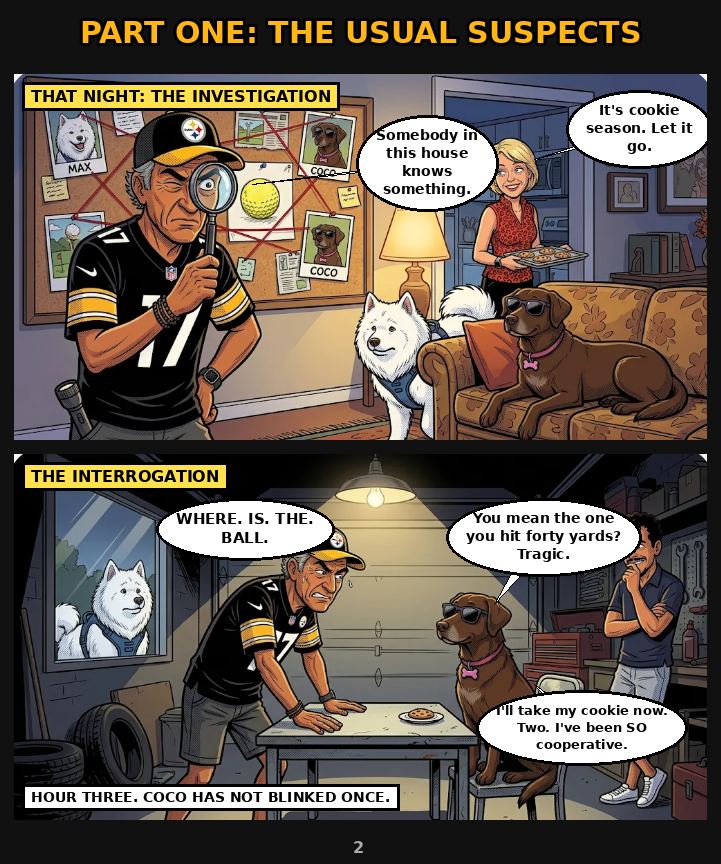 PART ONE: THE USUAL SUSPECTS
THAT NIGHT: THE INVESTIGATION
MAX
COCO
COCO
Somebody in
this house
knows
something.
It's cookie
season. Let it
go.
17
17
THE INTERROGATION
WHERE. IS. THE.
BALL.
You mean the one
you hit forty yards?
Tragic.
17
17
I'll take my cookie now.
Two. I've been SO
cooperative.
HOUR THREE. COCO HAS NOT BLINKED ONCE.
2